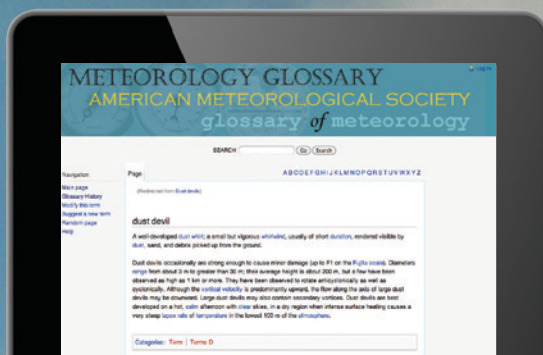 Log in
METEOROLOGY GLOSSARY
AMERICAN METEOROLOGICAL SOCIETY
glossary of meteorology
SEARCH Go Search
Navigation
Main page
Glossary History
Modify this term
Suggest a new term
Random page
Help
Page
A B C D E F G H I J K L M N O P Q R S T U V W X Y Z
(Redirected from Dust devils)
dust devil
A well-developed dust whirl; a small but vigorous whirlwind, usually of short duration, rendered visible by
dust, sand, and debris picked up from the ground.
Dust devils occasionally are strong enough to cause minor damage (up to F1 on the Fujita scale). Diameters
range from about 3 m to greater than 30 m; their average height is about 200 m, but a few have been
observed as high as 1 km or more. They have been observed to rotate anticyclonically as well as
cyclonically. Although the vertical velocity is predominantly upward, the flow along the axis of large dust
devils may be downward. Large dust devils may also contain secondary vortices. Dust devils are best
developed on a hot, calm afternoon with clear skies, in a dry region when intense surface heating causes a
very steep lapse rate of temperature in the lowest 100 m of the atmosphere.
Categories: Term | Terms D